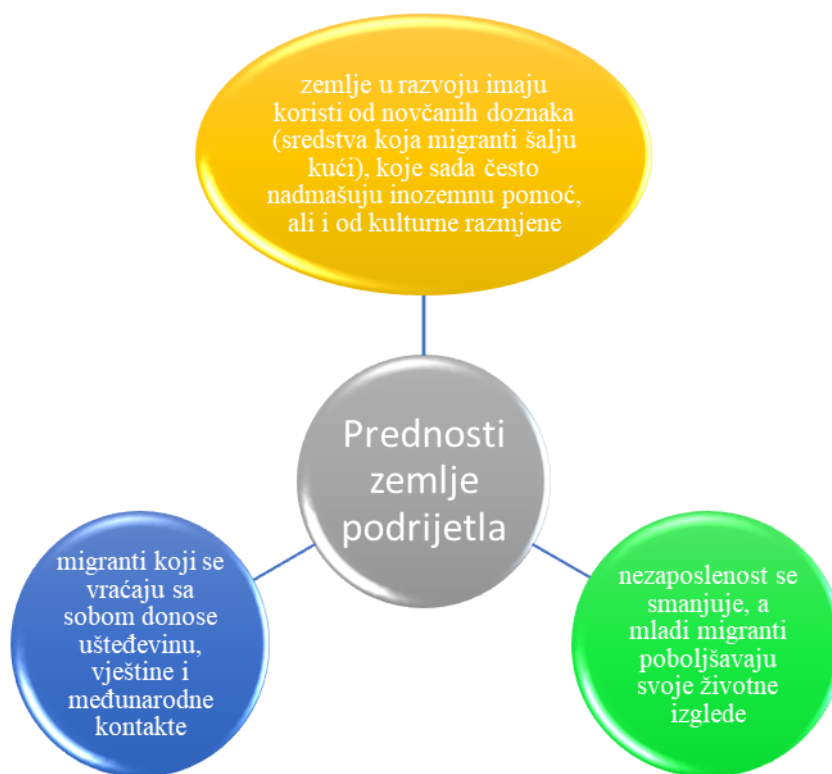 zemlje u razvoju imaju
koristi od novčanih doznaka
(sredstva koja migranti šalju
kući), koje sada često
nadmašuju inozemnu pomoć,
ali i od kulturne razmjene
Prednosti
zemlje
podrijetla
migranti koji se
vraćaju sa
sobom donose
ušteđevinu,
vještine i
međunarodne
kontakte
nezaposlenost se
smanjuje, a
mladi migranti
poboljšavaju
svoje životne
izglede